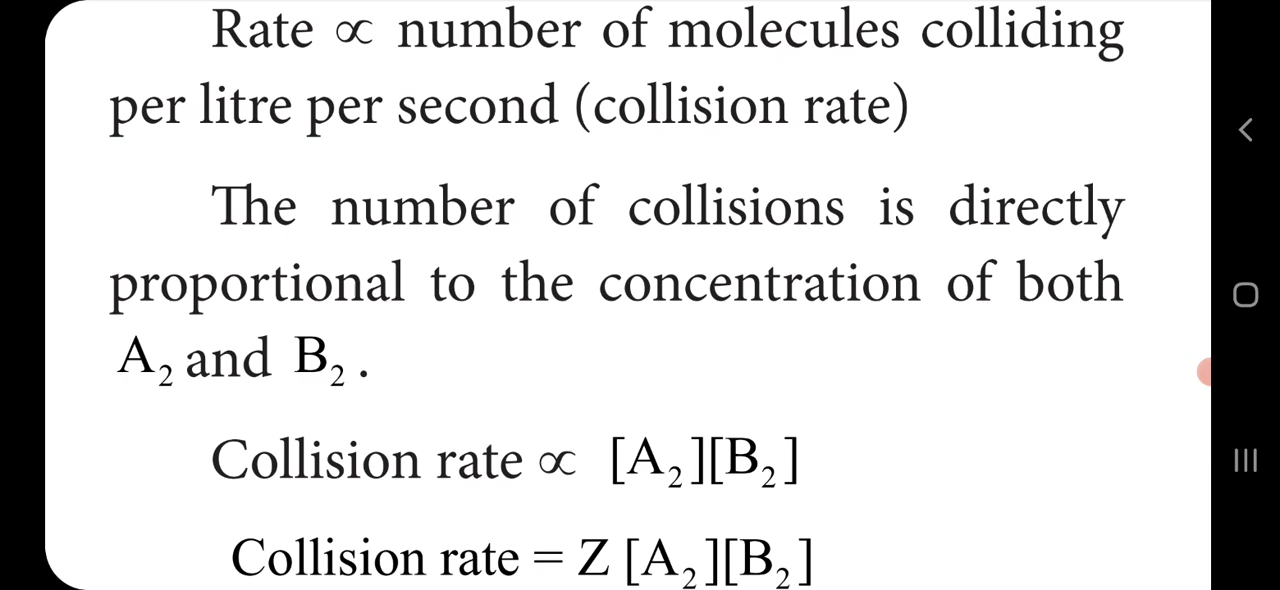 Rate ∝ number of molecules colliding
per litre per second (collision rate)
The number of collisions is directly
proportional to the concentration of both
A₂ and B₂ .
Collision rate ∝ [A₂][B₂]
Collision rate = Z [A₂][B₂]